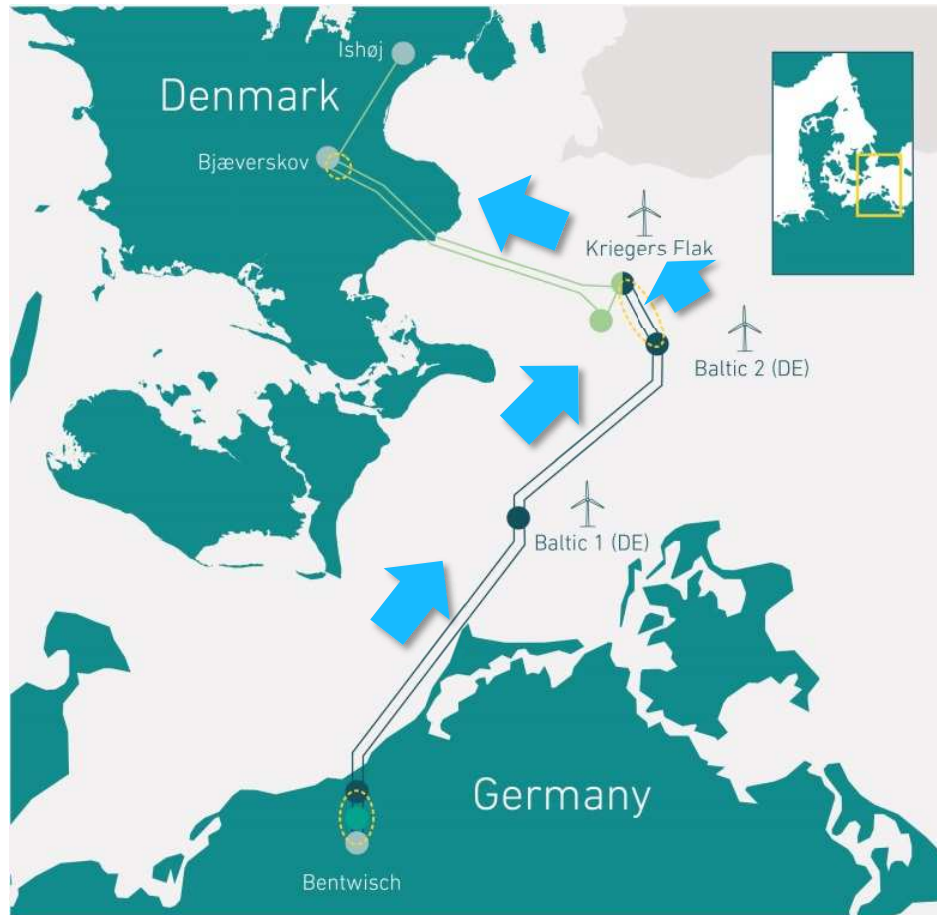 Ishøj
Denmark
Bjæverskov
Kriegers Flak
Baltic 2 (DE)
Baltic 1 (DE)
Germany
Bentwisch